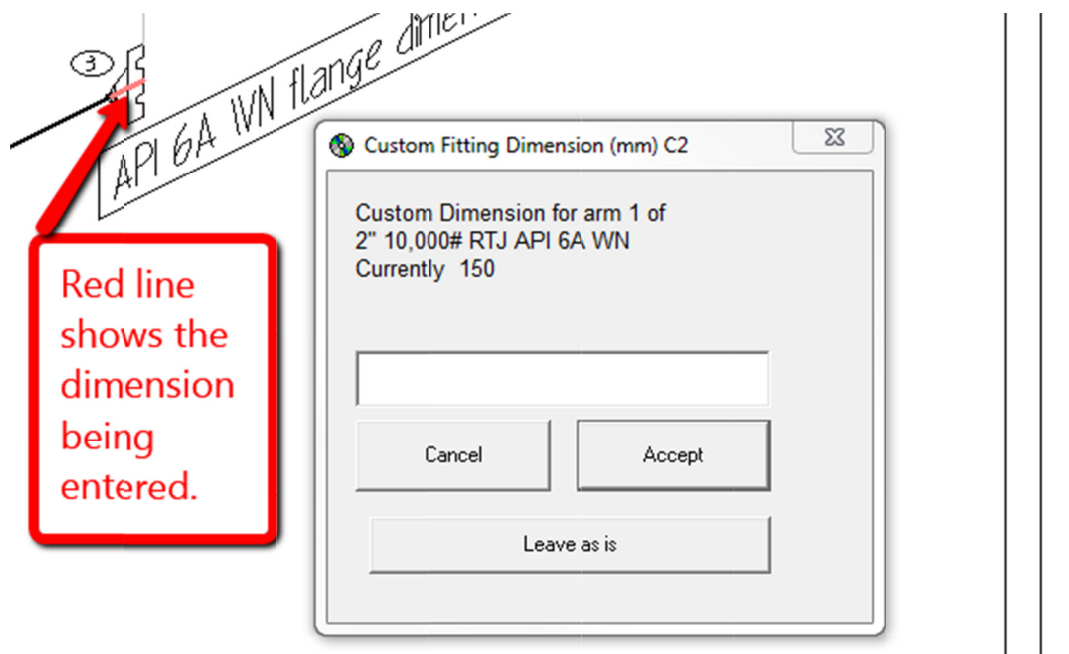 3
API 6A WN flange
Custom Fitting Dimension (mm) C2
Custom Dimension for arm 1 of
2" 10,000# RTJ API 6A WN
Currently 150
Red line
shows the
dimension
being
entered.
Cancel
Accept
Leave as is